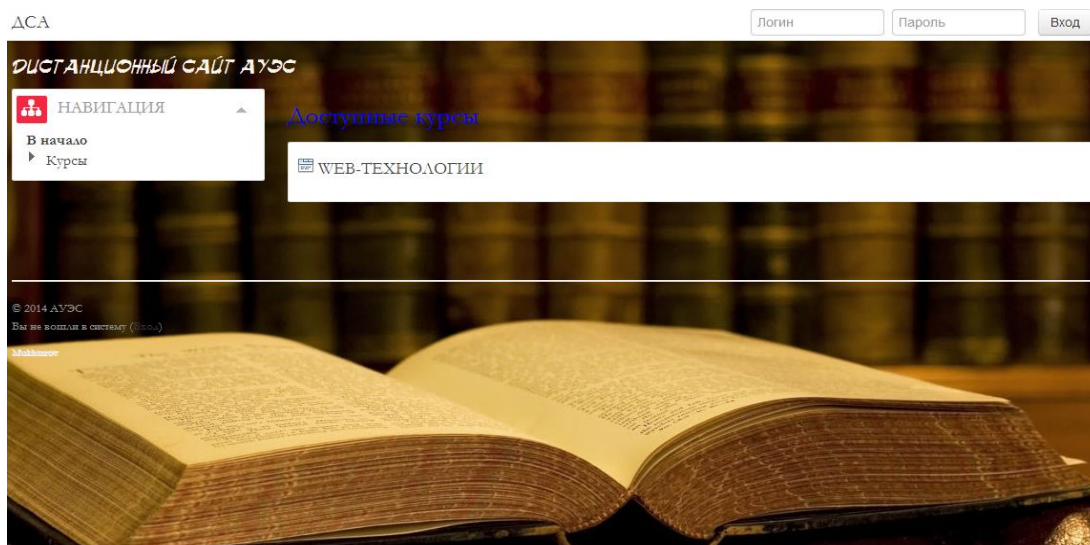 ДСА
Логин
Пароль
Вход
ДИСТАНЦИОННЫЙ САЙТ АУЭС
НАВИГАЦИЯ
В начало
Курсы
Доступные курсы
WEB-ТЕХНОЛОГИИ
© 2014 АУЭС
Вы не вошли в систему (Вход)